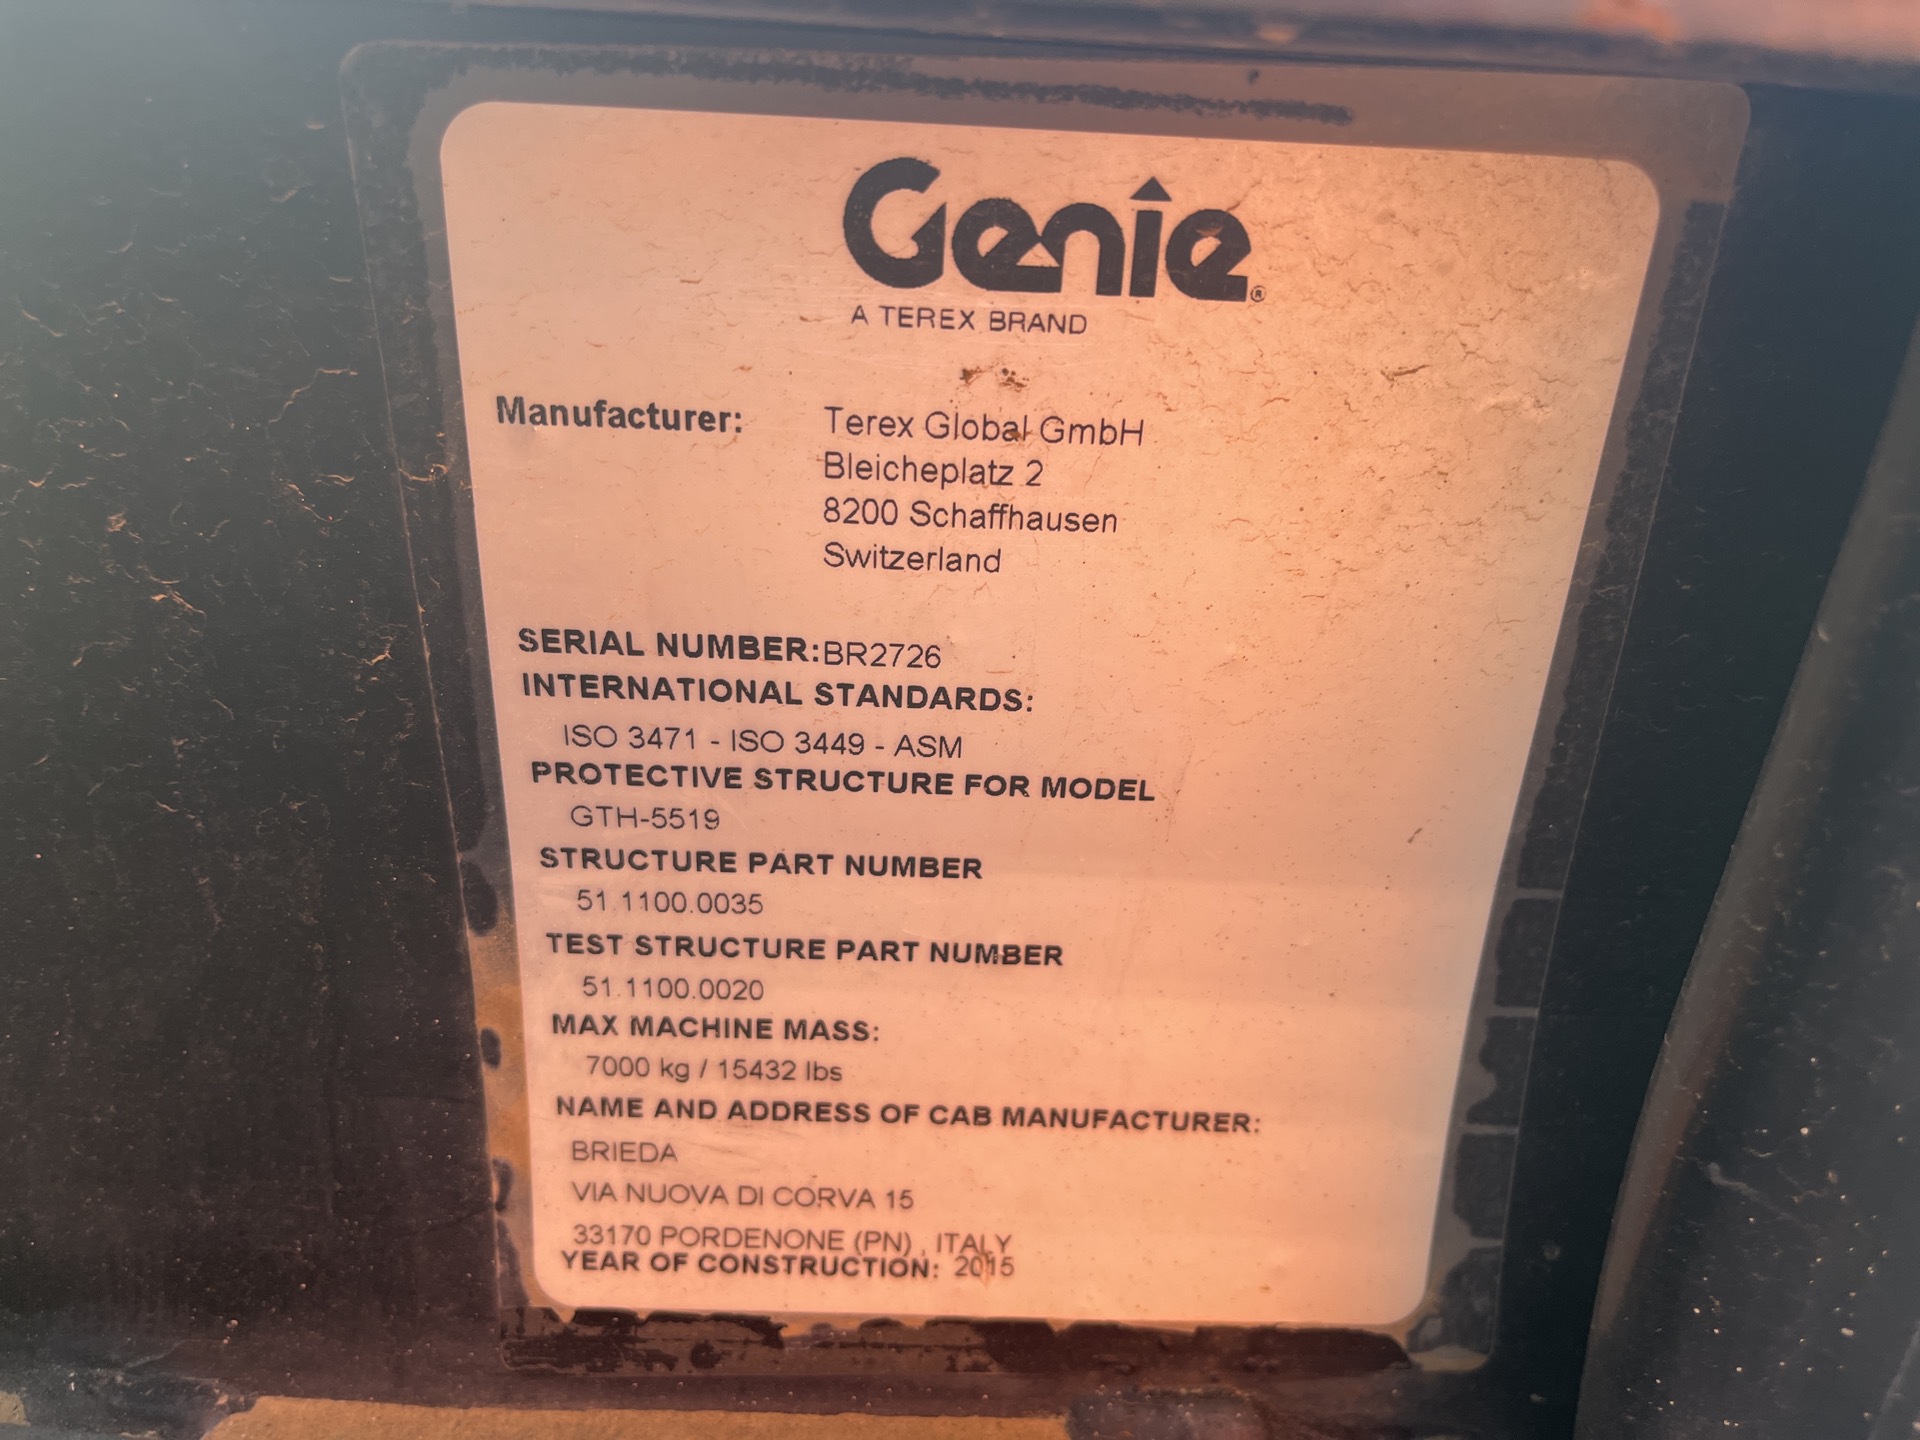 Genie®
A TEREX BRAND
Manufacturer: Terex Global GmbH
Bleicheplatz 2
8200 Schaffhausen
Switzerland
SERIAL NUMBER:BR2726
INTERNATIONAL STANDARDS:
ISO 3471 - ISO 3449 - ASM
PROTECTIVE STRUCTURE FOR MODEL
GTH-5519
STRUCTURE PART NUMBER
51.1100.0035
TEST STRUCTURE PART NUMBER
51.1100.0020
MAX MACHINE MASS:
7000 kg / 15432 lbs
NAME AND ADDRESS OF CAB MANUFACTURER:
BRIEDA
VIA NUOVA DI CORVA 15
33170 PORDENONE (PN) , ITALY
YEAR OF CONSTRUCTION: 2015